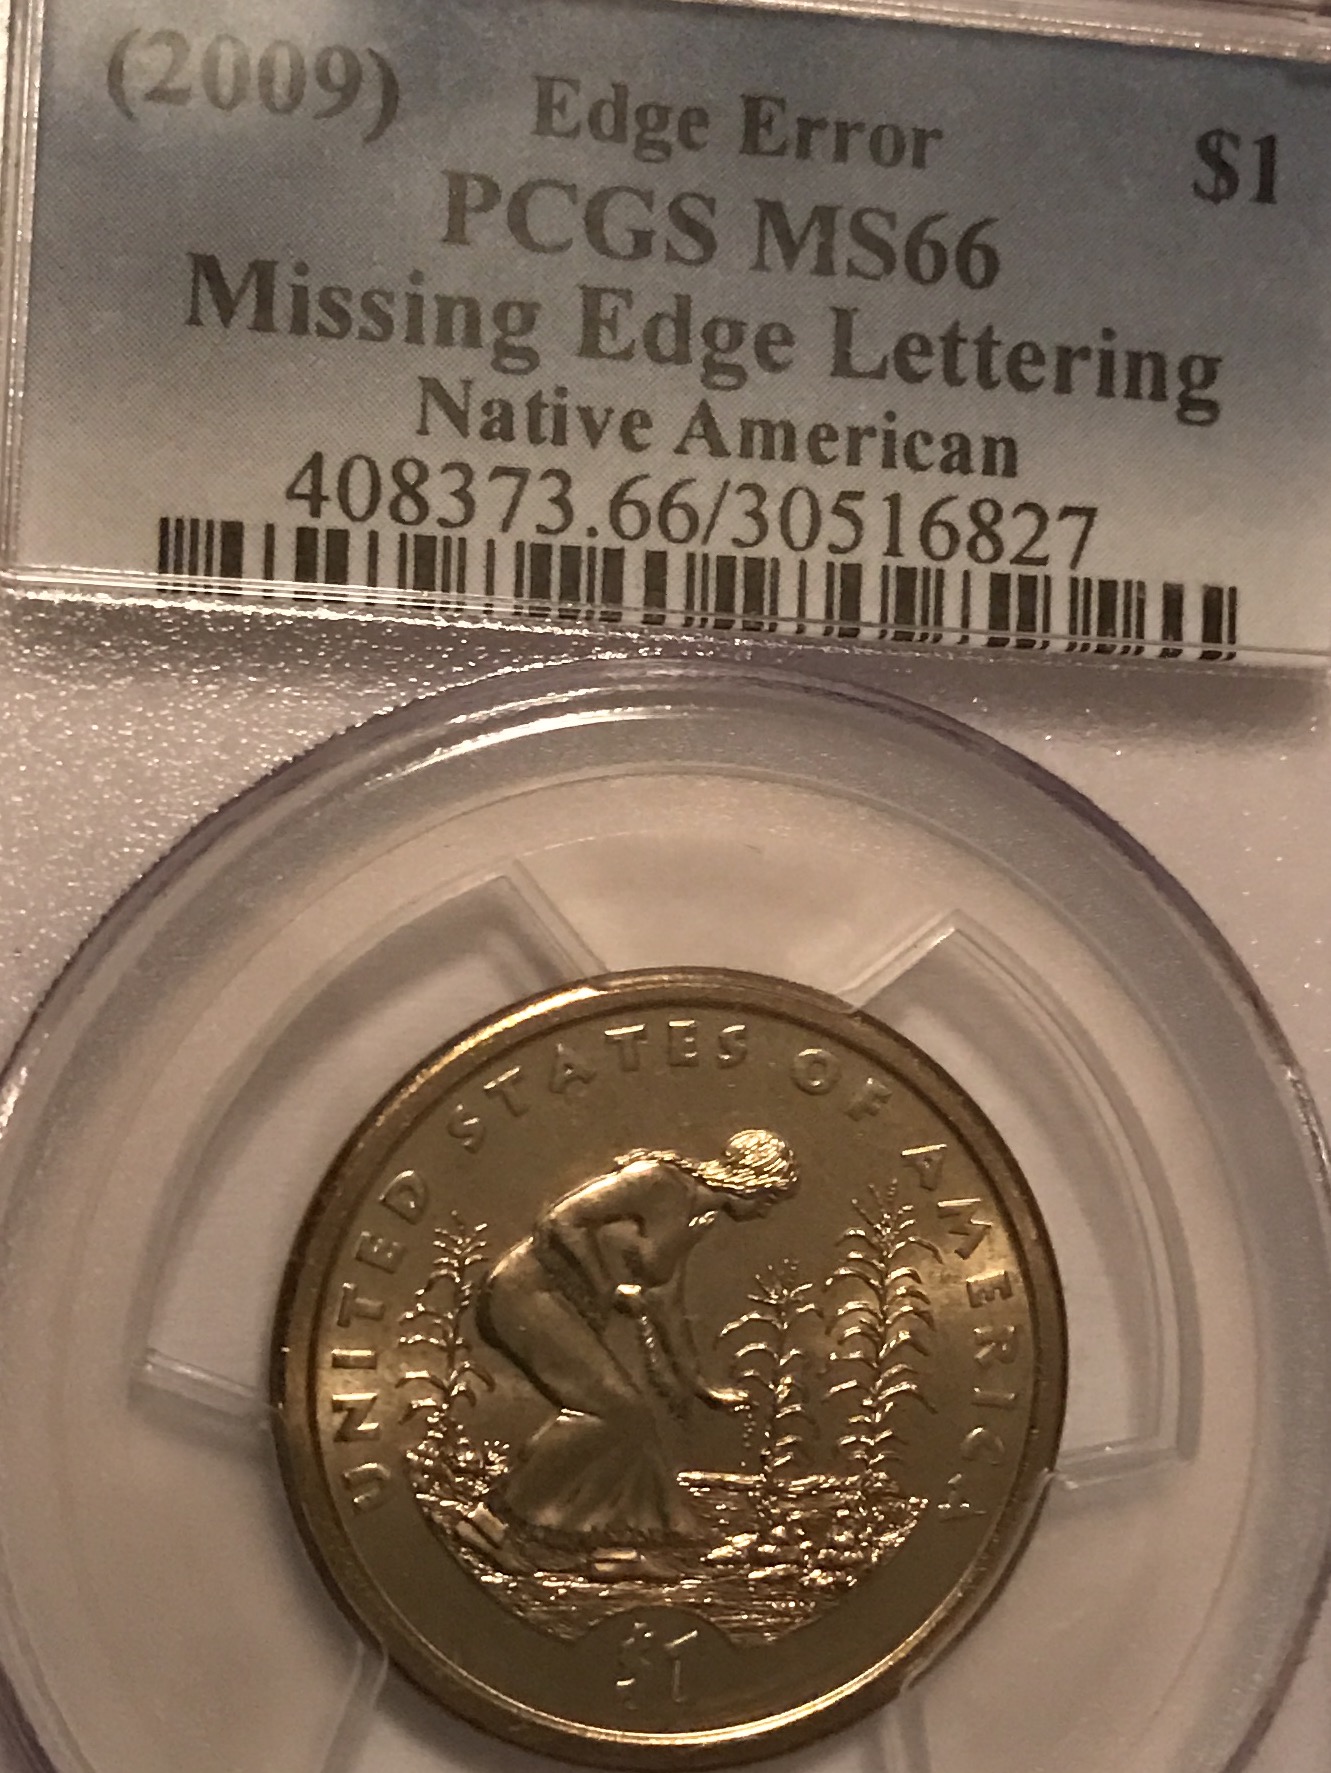 (2009) Edge Error $1
PCGS MS66
Missing Edge Lettering
Native American
408373.66/30516827
UNITED STATES OF AMERICA
$1